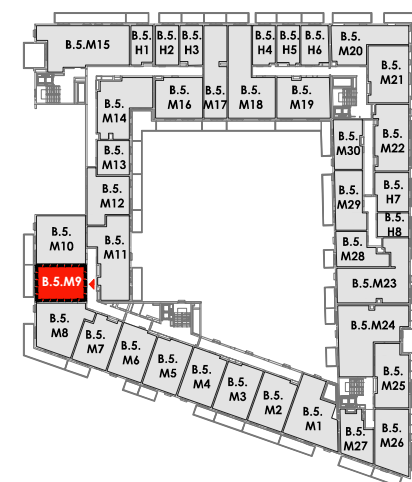 B.5.M15
B.5.
H1
B.5.
H2
B.5.
H3
B.5.
H4
B.5.
H5
B.5.
H6
B.5.
M20
B.5.
M21
B.5.
M14
B.5.
M16
B.5.
M17
B.5.
M18
B.5.
M19
B.5.
M22
B.5.
M30
B.5.
M13
B.5.
M12
B.5.
M29
B.5.
H7
B.5.
H8
B.5.
M10
B.5.
M11
B.5.
M28
B.5.M9
B.5.M23
B.5.
M8
B.5.
M7
B.5.
M6
B.5.
M5
B.5.
M4
B.5.
M3
B.5.
M2
B.5.
M1
B.5.M24
B.5.
M25
B.5.
M27
B.5.
M26